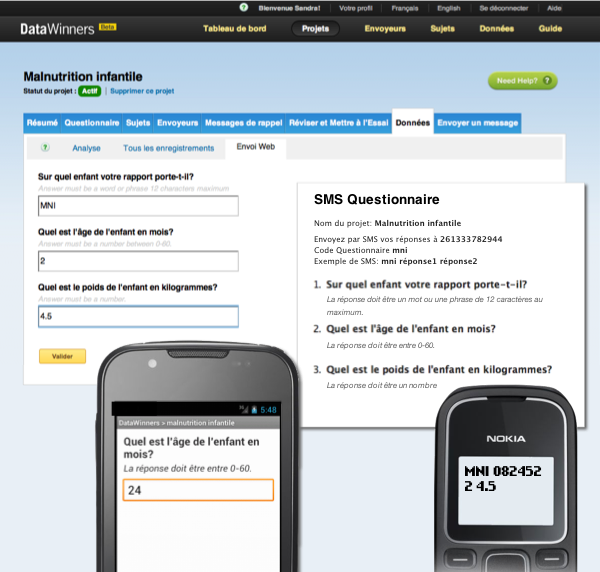 Bienvenue Sendra! Votre profil Français English Se déconnecter Aide
DataWinners Beta Tableau de bord Projets Envoyeurs Sujets Données Guide
Malnutrition infantile
Statut du projet : Actif Supprimer ce projet
Need Help? ?
Résumé Questionnaire Sujets Envoyeurs Messages de rappel Réviser et Mettre à l'Essai Données Envoyer un message
? Analyse Tous les enregistrements Envoi Web
Sur quel enfant votre rapport porte-t-il?
Answer must be a word or phrase 12 characters maximum
MNI
Quel est l'âge de l'enfant en mois?
Answer must be a number between 0-60.
2
Quel est le poids de l'enfant en kilogrammes?
Answer must be a number.
4.5
Valider
SMS Questionnaire
Nom du projet: Malnutrition infantile
Envoyez par SMS vos réponses à 261333782944
Code Questionnaire mni
Exemple de SMS: mni réponse1 réponse2
1. Sur quel enfant votre rapport porte-t-il?
La réponse doit être un mot ou une phrase de 12 caractères au
maximum.
2. Quel est l'âge de l'enfant en mois?
La réponse doit être entre 0-60.
3. Quel est le poids de l'enfant en kilogrammes?
La réponse doit être un nombre
5:48
DataWinners > malnutrition infantile
Quel est l'âge de l'enfant en
mois?
La réponse doit être entre 0-60.
24
NOKIA
MNI 082452
2 4.5